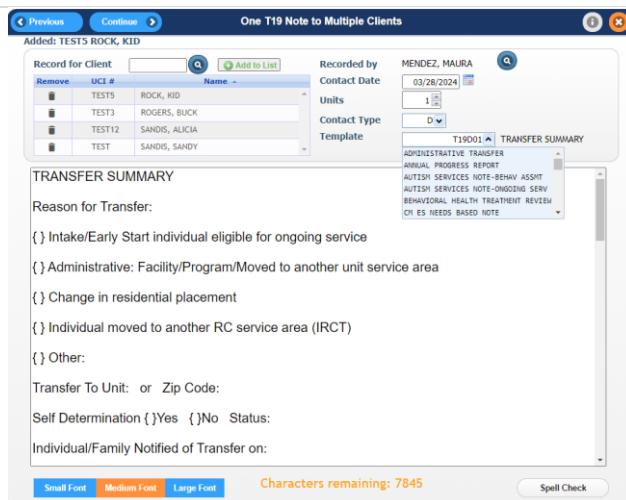 Previous Continue One T19 Note to Multiple Clients
Added: TEST5 ROCK, KID
Record for Client Add to List Recorded by MENDEZ, MAURA
Remove UCI # Name Contact Date 03/28/2024
TEST5 ROCK, KID
Units 1
TEST3 ROGERS, BUCK
Contact Type D
TEST12 SANDIS, ALICIA
Template T19D01 TRANSFER SUMMARY
TEST SANDIS, SANDY
ADMINISTRATIVE TRANSFER
ANNUAL PROGRESS REPORT
AUTISM SERVICES NOTE-BEHAV ASSMT
AUTISM SERVICES NOTE-ONGOING SERV
BEHAVIORAL HEALTH TREATMENT REVIEW
CM ES NEEDS BASED NOTE
TRANSFER SUMMARY
Reason for Transfer:
{ } Intake/Early Start individual eligible for ongoing service
{ } Administrative: Facility/Program/Moved to another unit service area
{ } Change in residential placement
{ } Individual moved to another RC service area (IRCT)
{ } Other:
Transfer To Unit: or Zip Code:
Self Determination { }Yes { }No Status:
Individual/Family Notified of Transfer on:
Small Font Medium Font Large Font Characters remaining: 7845 Spell Check